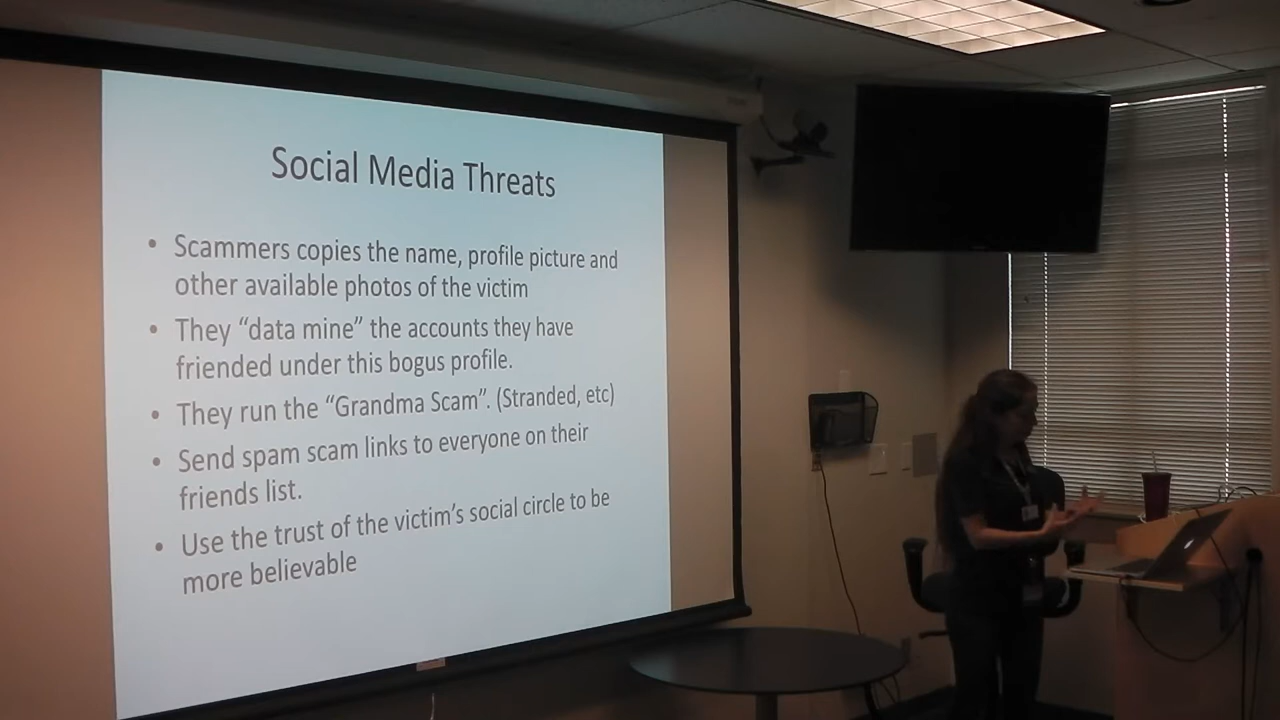 Social Media Threats
• Scammers copies the name, profile picture and
other available photos of the victim
• They “data mine” the accounts they have
friended under this bogus profile.
• They run the “Grandma Scam”. (Stranded, etc)
• Send spam scam links to everyone on their
friends list.
• Use the trust of the victim’s social circle to be
more believable